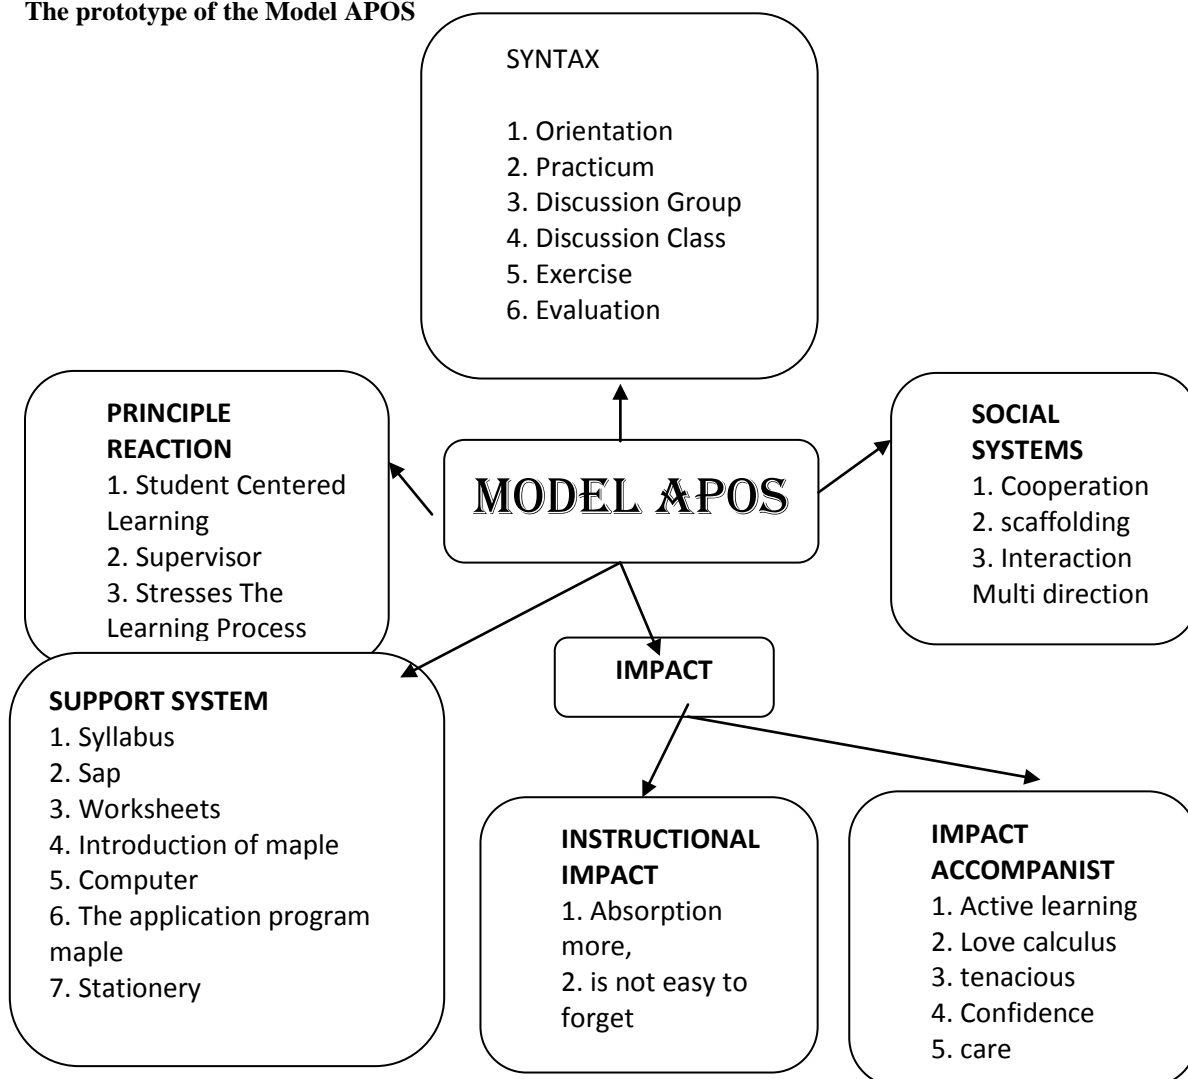 The prototype of the Model APOS
SYNTAX
1. Orientation
2. Practicum
3. Discussion Group
4. Discussion Class
5. Exercise
6. Evaluation
PRINCIPLE
REACTION
1. Student Centered
Learning
2. Supervisor
3. Stresses The
Learning Process
MODEL APOS
SOCIAL
SYSTEMS
1. Cooperation
2. scaffolding
3. Interaction
Multi direction
IMPACT
SUPPORT SYSTEM
1. Syllabus
2. Sap
3. Worksheets
4. Introduction of maple
5. Computer
6. The application program
maple
7. Stationery
INSTRUCTIONAL
IMPACT
1. Absorption
more,
2. is not easy to
forget
IMPACT
ACCOMPANIST
1. Active learning
2. Love calculus
3. tenacious
4. Confidence
5. care